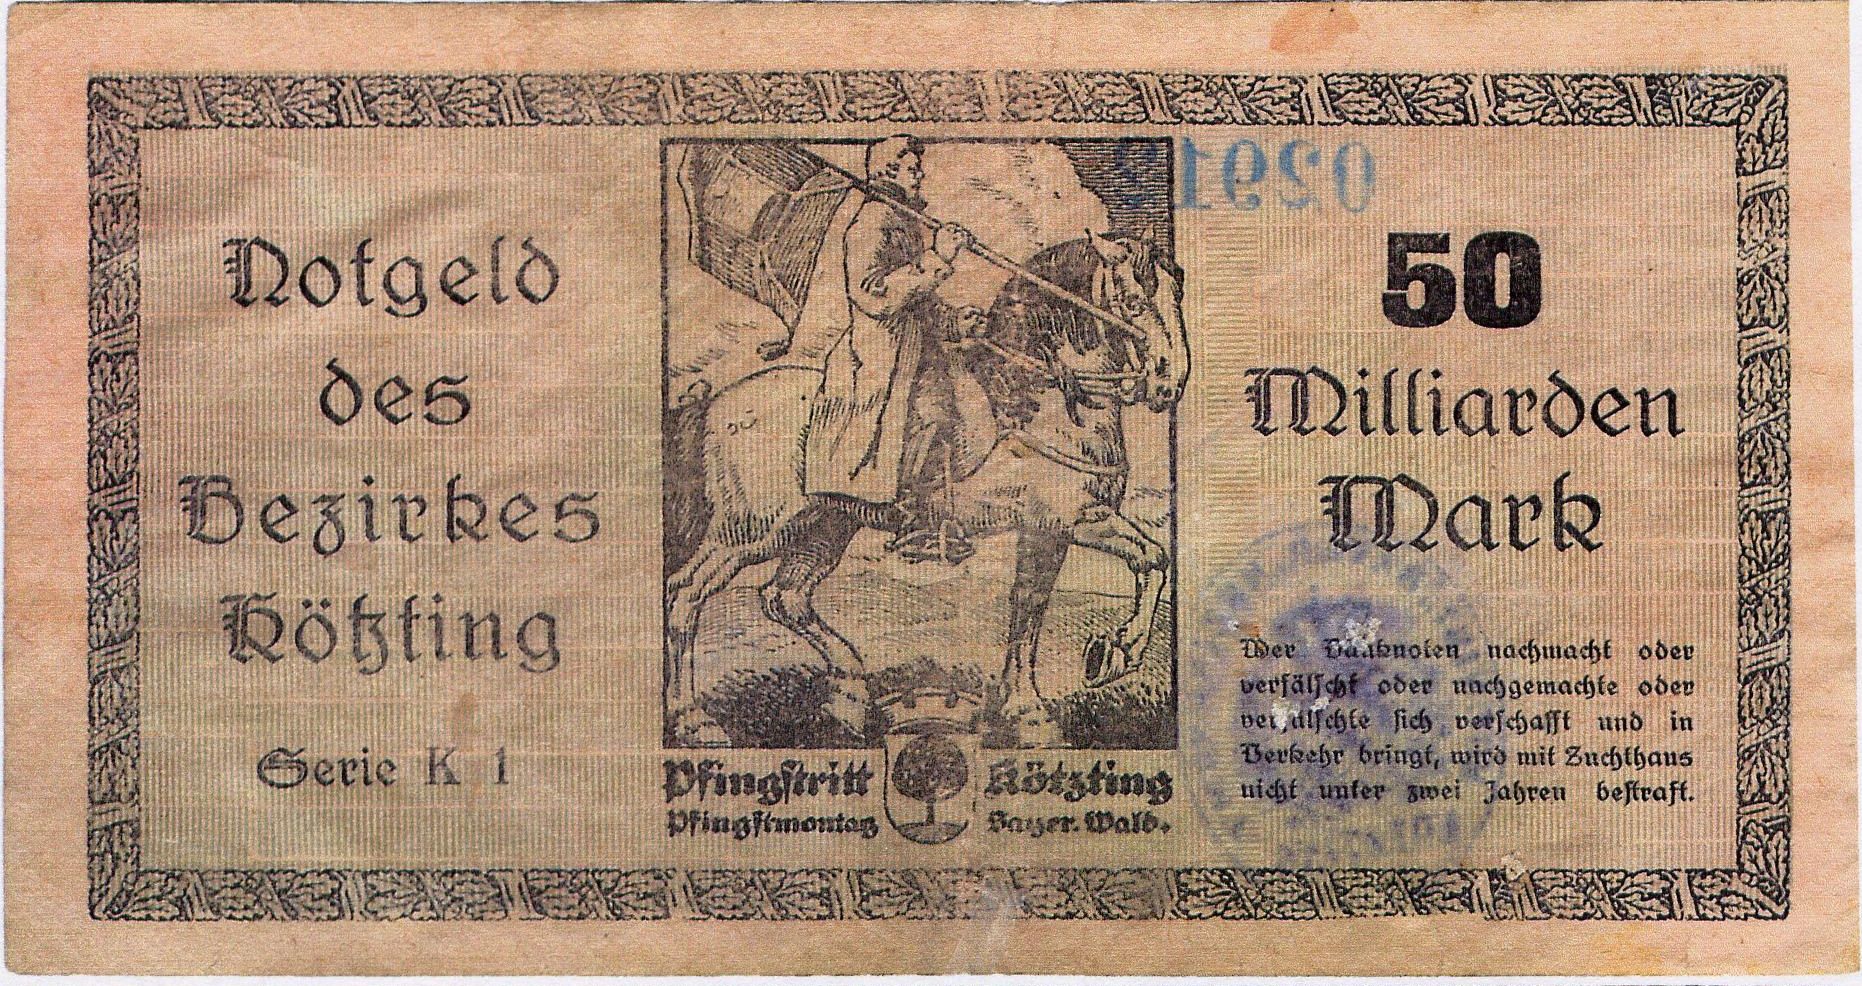 Notgeld
des
Bezirkes
Kötzting
Serie K 1
Pfingstritt Kötzting
Pfingstmontag Bayer. Wald.
50
Milliarden
Mark
Wer Banknoten nachmacht oder
verfälscht oder nachgemachte oder
verfälschte sich verschafft und in
Verkehr bringt, wird mit Zuchthaus
nicht unter zwei Jahren bestraft.